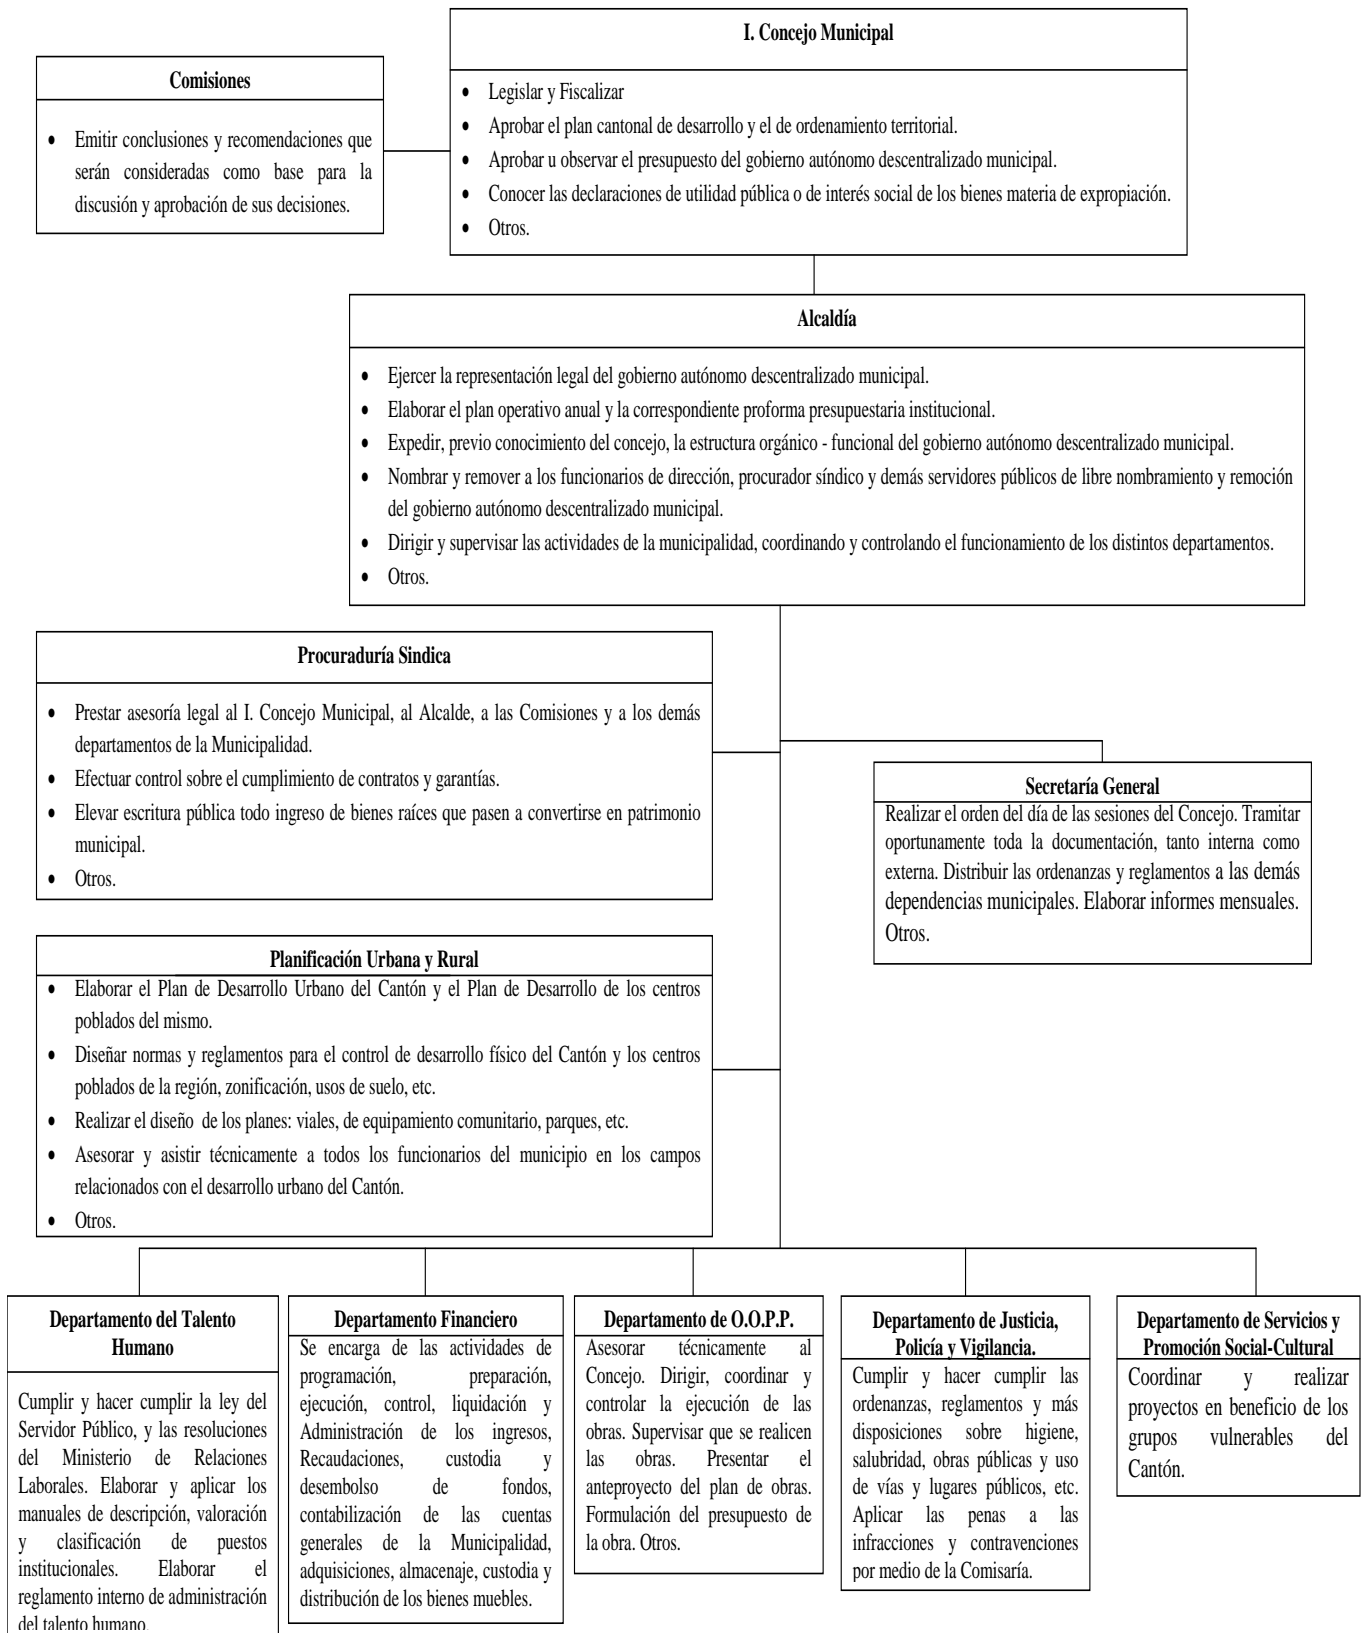 I. Concejo Municipal
• Legislar y Fiscalizar
• Aprobar el plan cantonal de desarrollo y el de ordenamiento territorial.
• Aprobar u observar el presupuesto del gobierno autónomo descentralizado municipal.
• Conocer las declaraciones de utilidad pública o de interés social de los bienes materia de expropiación.
• Otros.
Comisiones
• Emitir conclusiones y recomendaciones que
serán consideradas como base para la
discusión y aprobación de sus decisiones.
Alcaldía
• Ejercer la representación legal del gobierno autónomo descentralizado municipal.
• Elaborar el plan operativo anual y la correspondiente proforma presupuestaria institucional.
• Expedir, previo conocimiento del concejo, la estructura orgánico - funcional del gobierno autónomo descentralizado municipal.
• Nombrar y remover a los funcionarios de dirección, procurador síndico y demás servidores públicos de libre nombramiento y remoción
del gobierno autónomo descentralizado municipal.
• Dirigir y supervisar las actividades de la municipalidad, coordinando y controlando el funcionamiento de los distintos departamentos.
• Otros.
Procuraduría Sindica
• Prestar asesoría legal al I. Concejo Municipal, al Alcalde, a las Comisiones y a los demás
departamentos de la Municipalidad.
• Efectuar control sobre el cumplimiento de contratos y garantías.
• Elevar escritura pública todo ingreso de bienes raíces que pasen a convertirse en patrimonio
municipal.
• Otros.
Secretaría General
Realizar el orden del día de las sesiones del Concejo. Tramitar
oportunamente toda la documentación, tanto interna como
externa. Distribuir las ordenanzas y reglamentos a las demás
dependencias municipales. Elaborar informes mensuales.
Otros.
Planificación Urbana y Rural
• Elaborar el Plan de Desarrollo Urbano del Cantón y el Plan de Desarrollo de los centros
poblados del mismo.
• Diseñar normas y reglamentos para el control de desarrollo físico del Cantón y los centros
poblados de la región, zonificación, usos de suelo, etc.
• Realizar el diseño de los planes: viales, de equipamiento comunitario, parques, etc.
• Asesorar y asistir técnicamente a todos los funcionarios del municipio en los campos
relacionados con el desarrollo urbano del Cantón.
• Otros.
Departamento del Talento
Humano
Cumplir y hacer cumplir la ley del
Servidor Público, y las resoluciones
del Ministerio de Relaciones
Laborales. Elaborar y aplicar los
manuales de descripción, valoración
y clasificación de puestos
institucionales. Elaborar el
reglamento interno de administración
del talento humano.
Departamento Financiero
Se encarga de las actividades de
programación, preparación,
ejecución, control, liquidación y
Administración de los ingresos,
Recaudaciones, custodia y
desembolso de fondos,
contabilización de las cuentas
generales de la Municipalidad,
adquisiciones, almacenaje, custodia y
distribución de los bienes muebles.
Departamento de O.O.P.P.
Asesorar técnicamente al
Concejo. Dirigir, coordinar y
controlar la ejecución de las
obras. Supervisar que se realicen
las obras. Presentar el
anteproyecto del plan de obras.
Formulación del presupuesto de
la obra. Otros.
Departamento de Justicia,
Policía y Vigilancia.
Cumplir y hacer cumplir las
ordenanzas, reglamentos y más
disposiciones sobre higiene,
salubridad, obras públicas y uso
de vías y lugares públicos, etc.
Aplicar las penas a las
infracciones y contravenciones
por medio de la Comisaría.
Departamento de Servicios y
Promoción Social-Cultural
Coordinar y realizar
proyectos en beneficio de los
grupos vulnerables del
Cantón.